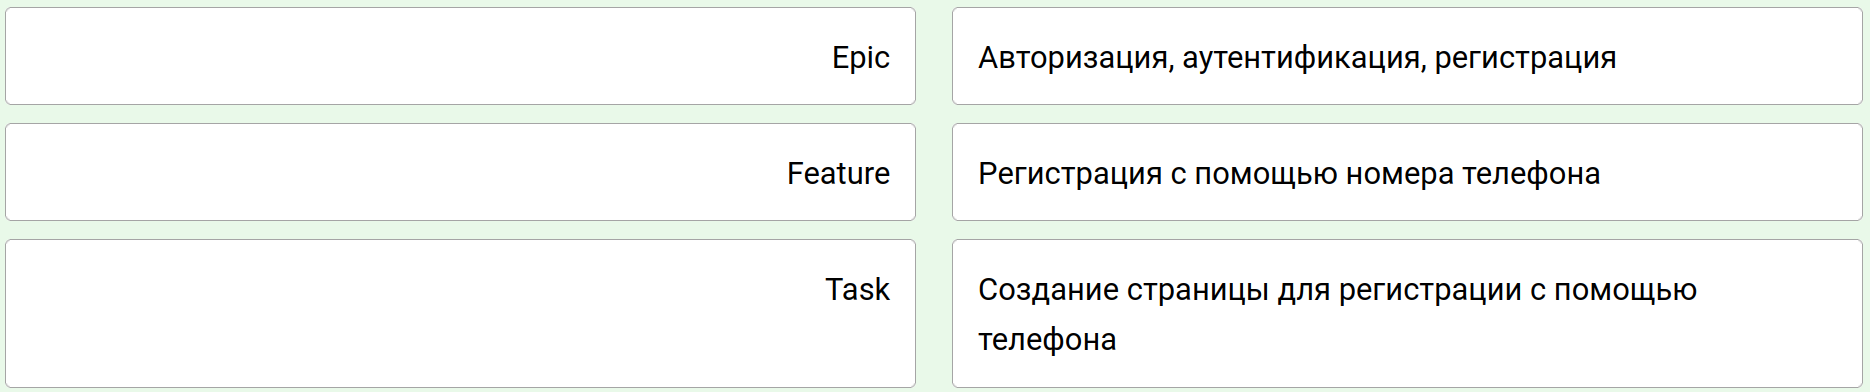 Epic
Авторизация, аутентификация, регистрация
Feature
Регистрация с помощью номера телефона
Task
Создание страницы для регистрации с помощью
телефона